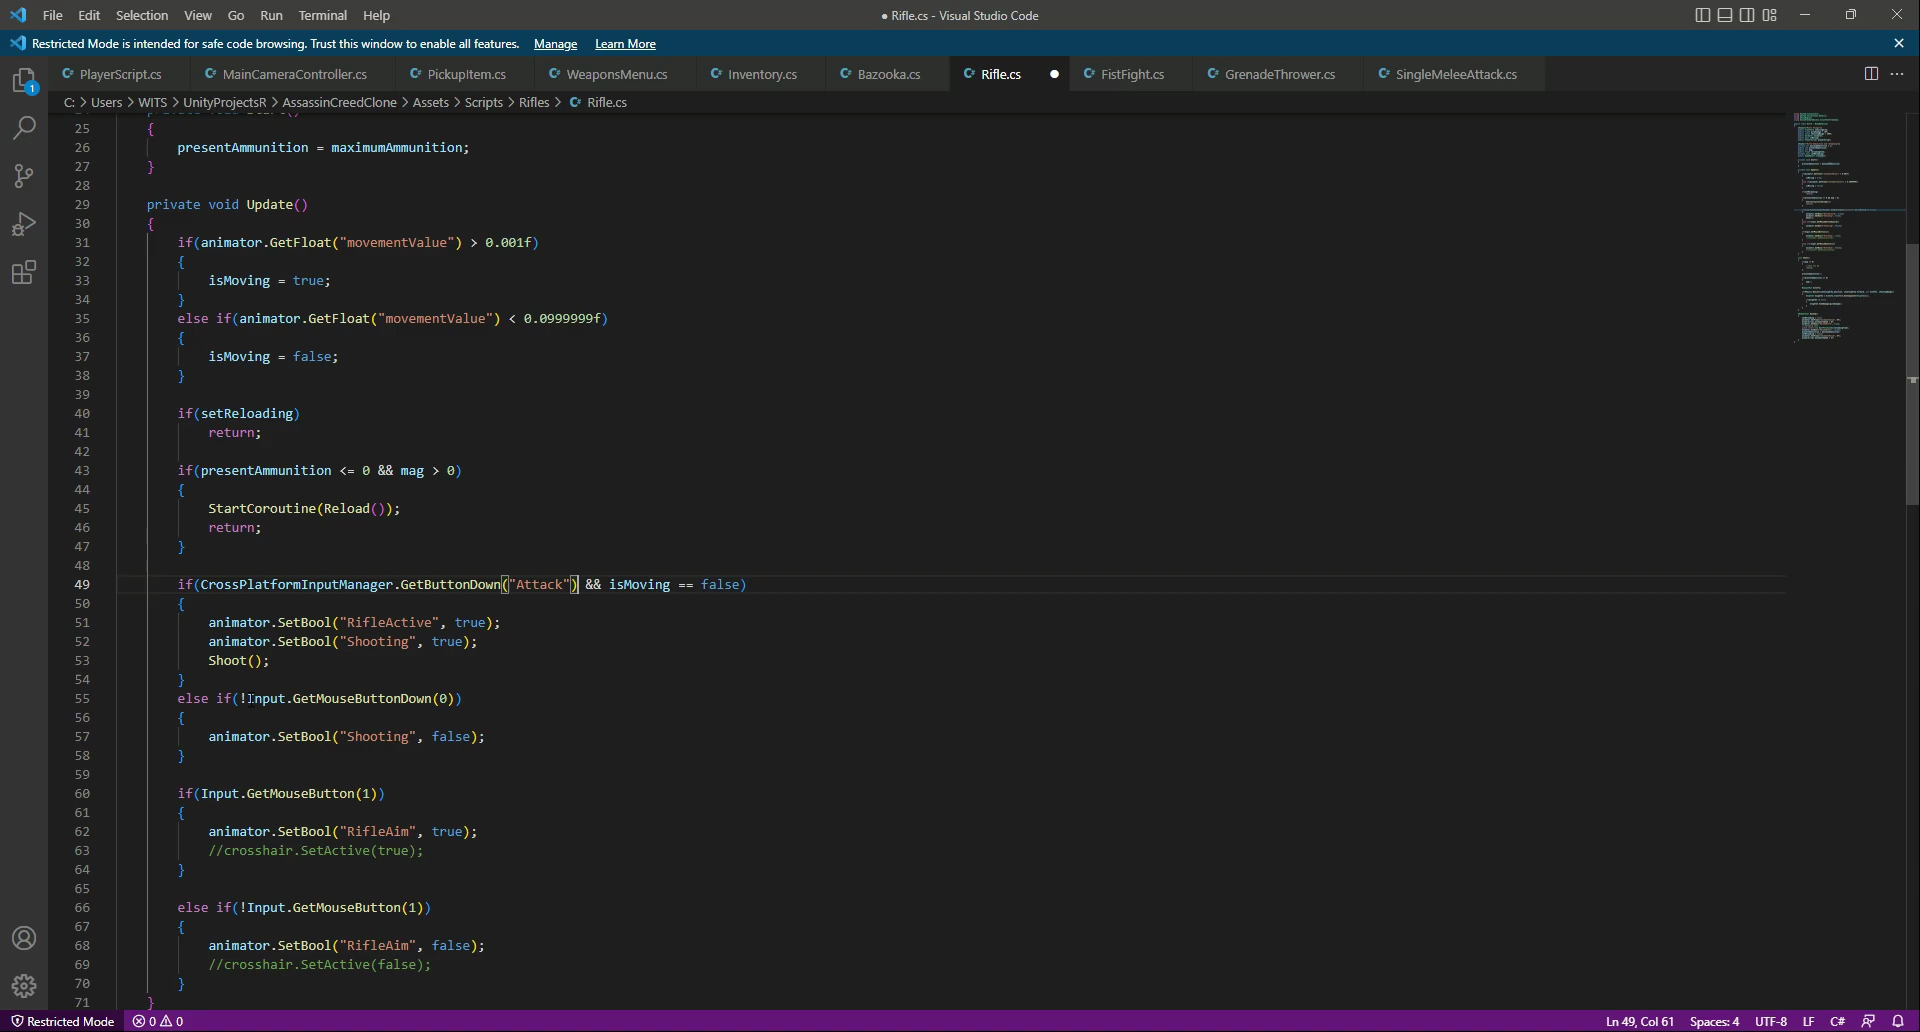 File Edit Selection View Go Run Terminal Help
● Rifle.cs - Visual Studio Code
Restricted Mode is intended for safe code browsing. Trust this window to enable all features. Manage Learn More
PlayerScript.cs MainCameraController.cs PickupItem.cs WeaponsMenu.cs Inventory.cs Bazooka.cs Rifle.cs ● FistFight.cs GrenadeThrower.cs SingleMeleeAttack.cs
1
C: > Users > WITS > UnityProjectsR > AssassinCreedClone > Assets > Scripts > Rifles > Rifle.cs
25 {
26 presentAmmunition = maximumAmmunition;
27 }
28
29 private void Update()
30 {
31 if(animator.GetFloat("movementValue") > 0.001f)
32 {
33 isMoving = true;
34 }
35 else if(animator.GetFloat("movementValue") < 0.0999999f)
36 {
37 isMoving = false;
38 }
39
40 if(setReloading)
41 return;
42
43 if(presentAmmunition <= 0 && mag > 0)
44 {
45 StartCoroutine(Reload());
46 return;
47 }
48
49 if(CrossPlatformInputManager.GetButtonDown("Attack") && isMoving == false)
50 {
51 animator.SetBool("RifleActive", true);
52 animator.SetBool("Shooting", true);
53 Shoot();
54 }
55 else if(!Input.GetMouseButtonDown(0))
56 {
57 animator.SetBool("Shooting", false);
58 }
59
60 if(Input.GetMouseButton(1))
61 {
62 animator.SetBool("RifleAim", true);
63 //crosshair.SetActive(true);
64 }
65
66 else if(!Input.GetMouseButton(1))
67 {
68 animator.SetBool("RifleAim", false);
69 //crosshair.SetActive(false);
70 }
71 }
Restricted Mode 0 0 Ln 49, Col 61 Spaces: 4 UTF-8 LF C#